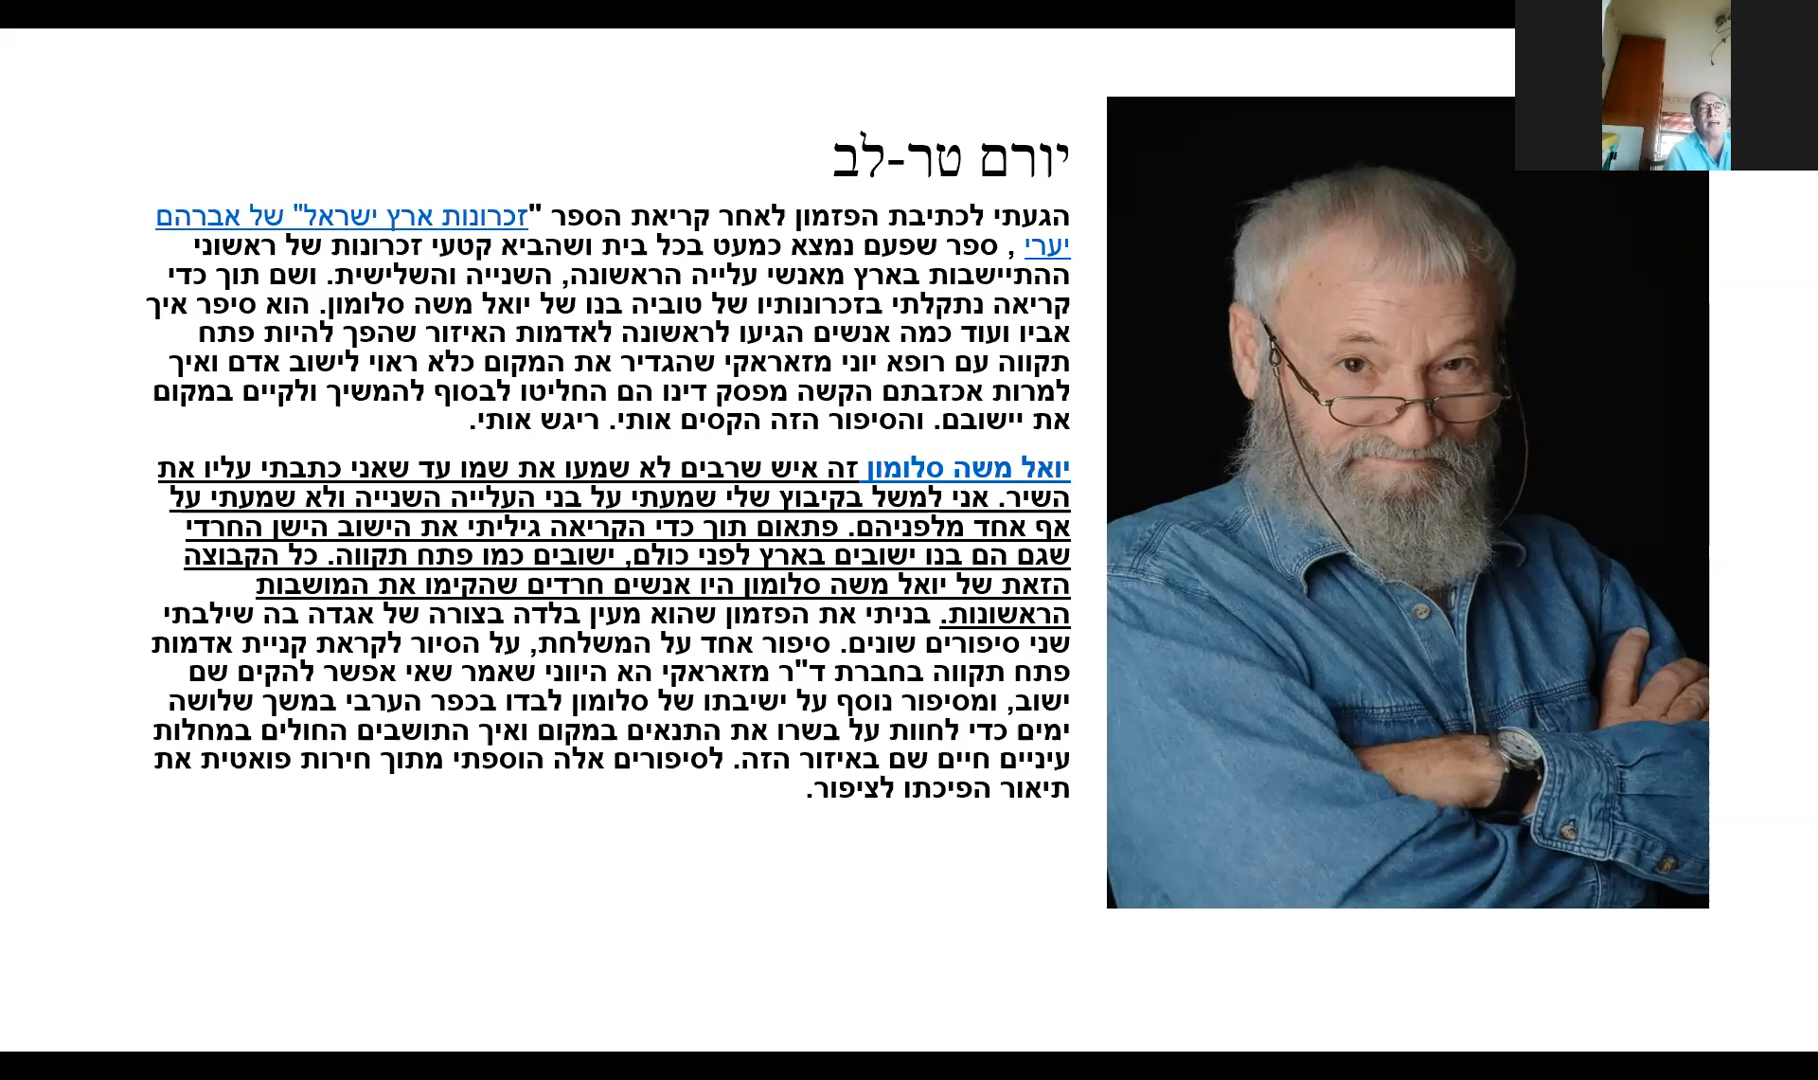 יורם טר-לב
הגעתי לכתיבת הפזמון לאחר קריאת הספר "זכרונות ארץ ישראל" של אברהם
יערי , ספר שפעם נמצא כמעט בכל בית ושהביא קטעי זכרונות של ראשוני
ההתיישבות בארץ מאנשי עלייה הראשונה, השנייה והשלישית. ושם תוך כדי
קריאה נתקלתי בזכרונותיו של טוביה בנו של יואל משה סלומון. הוא סיפר איך
אביו ועוד כמה אנשים הגיעו לראשונה לאדמות האיזור שהפך להיות פתח
תקווה עם רופא יוני מזאראקי שהגדיר את המקום כלא ראוי לישוב אדם ואיך
למרות אכזבתם הקשה מפסק דינו הם החליטו לבסוף להמשיך ולקיים במקום
את יישובם. והסיפור הזה הקסים אותי. ריגש אותי.
יואל משה סלומון זה איש שרבים לא שמעו את שמו עד שאני כתבתי עליו את
השיר. אני למשל בקיבוץ שלי שמעתי על בני העלייה השנייה ולא שמעתי על
אף אחד מלפניהם. פתאום תוך כדי הקריאה גיליתי את הישוב הישן החרדי
שגם הם בנו ישובים בארץ לפני כולם, ישובים כמו פתח תקווה. כל הקבוצה
הזאת של יואל משה סלומון היו אנשים חרדים שהקימו את המושבות
הראשונות. בניתי את הפזמון שהוא מעין בלדה בצורה של אגדה בה שילבתי
שני סיפורים שונים. סיפור אחד על המשלחת, על הסיור לקראת קניית אדמות
פתח תקווה בחברת ד"ר מזאראקי הא היווני שאמר שאי אפשר להקים שם
ישוב, ומסיפור נוסף על ישיבתו של סלומון לבדו בכפר הערבי במשך שלושה
ימים כדי לחוות על בשרו את התנאים במקום ואיך התושבים החולים במחלות
עיניים חיים שם באיזור הזה. לסיפורים אלה הוספתי מתוך חירות פואטית את
תיאור הפיכתו לציפור.